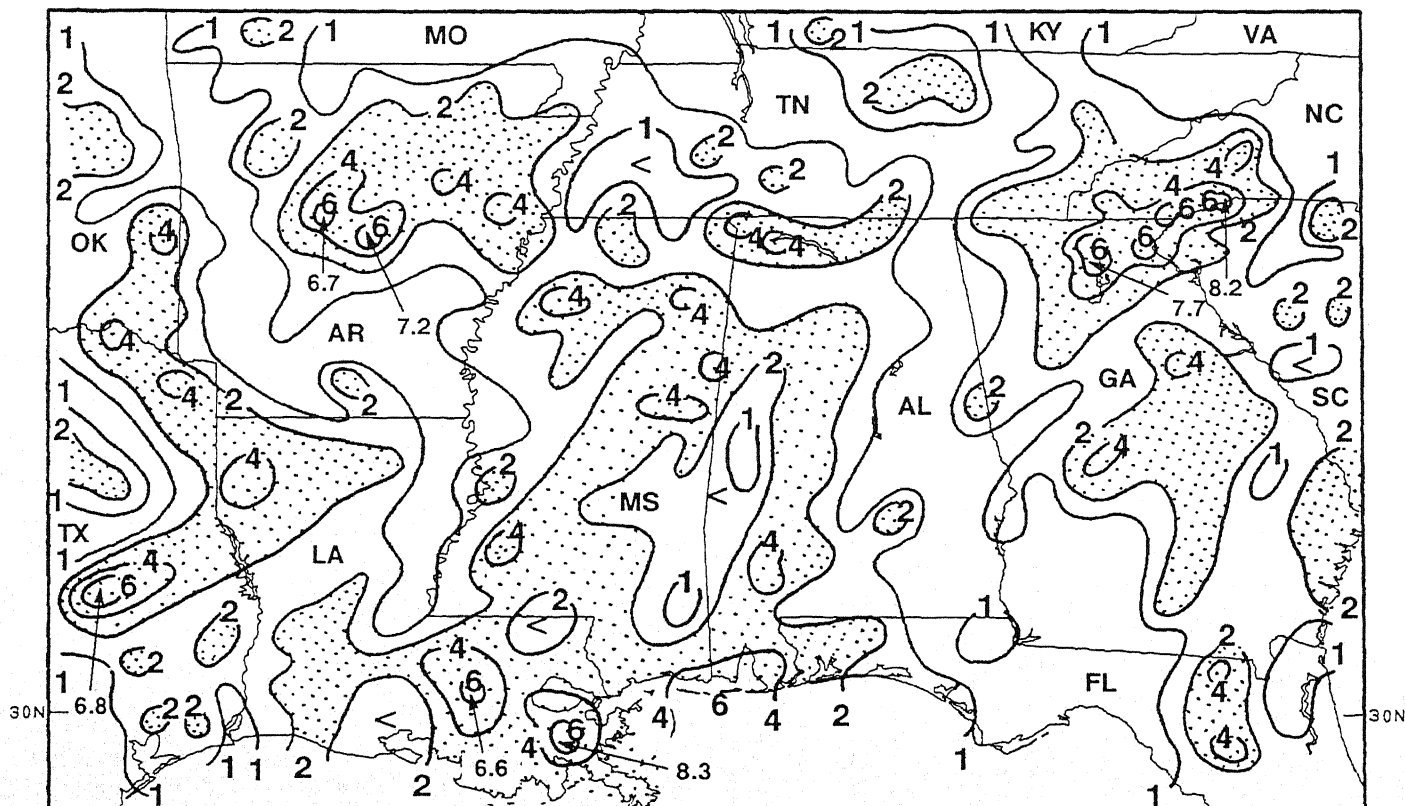 1 1 2 1 MO 1 2 1 1 KY 1 VA
2 2 2 TN 2 NC
2 1 2
4 4 4 2 4 1
2 6 4 2 2 4 6 6
OK 4 6 4 4 6 2 2
6.7 4 4 7.7 8.2 2 2
7.2
AR
4 4 2 1
1 4 2 2 4 2 AL 2 GA 4 SC
2 4 1 2 4 1 2
1 4 2 MS 2
TX LA 4 4
1 4 6 1
2 2 1 2
2 4 2 1
1 6 FL 4
30N 6.8 2 2 4 6 4 2 30N
6 4 4
1 1 2 2 6.6 8.3 1
1 1